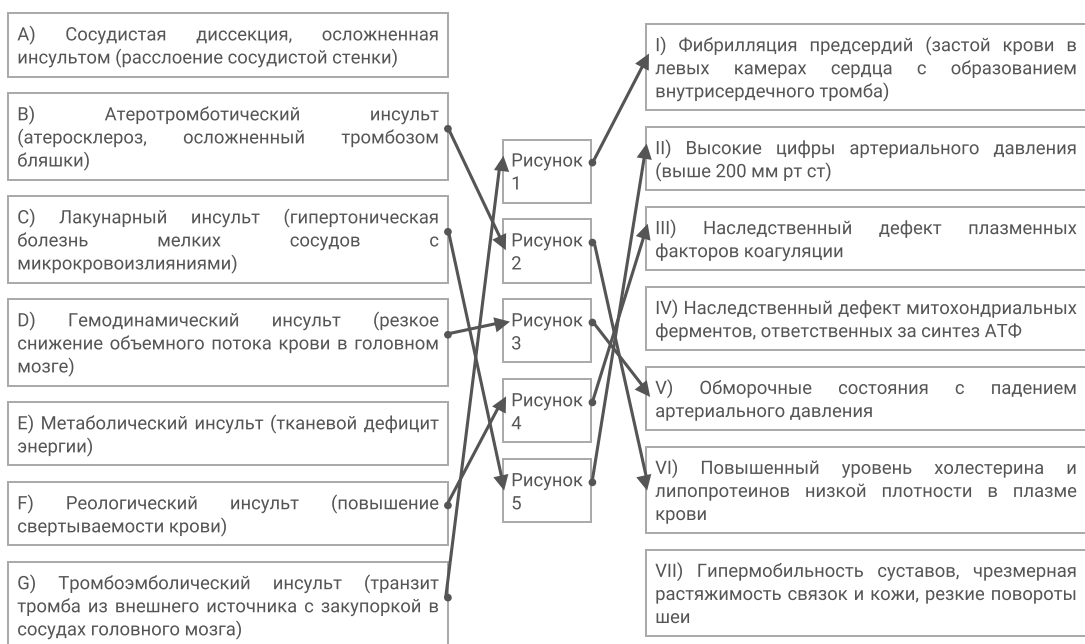 A) Сосудистая диссекция, осложненная
инсультом (расслоение сосудистой стенки)
B) Атеротромботический инсульт
(атеросклероз, осложненный тромбозом
бляшки)
C) Лакунарный инсульт (гипертоническая
болезнь мелких сосудов с
микрокровоизлияниями)
D) Гемодинамический инсульт (резкое
снижение объемного потока крови в головном
мозге)
E) Метаболический инсульт (тканевой дефицит
энергии)
F) Реологический инсульт (повышение
свертываемости крови)
G) Тромбоэмболический инсульт (транзит
тромба из внешнего источника с закупоркой в
сосудах головного мозга)
Рисунок
1
Рисунок
2
Рисунок
3
Рисунок
4
Рисунок
5
I) Фибрилляция предсердий (застой крови в
левых камерах сердца с образованием
внутрисердечного тромба)
II) Высокие цифры артериального давления
(выше 200 мм рт ст)
III) Наследственный дефект плазменных
факторов коагуляции
IV) Наследственный дефект митохондриальных
ферментов, ответственных за синтез АТФ
V) Обморочные состояния с падением
артериального давления
VI) Повышенный уровень холестерина и
липопротеинов низкой плотности в плазме
крови
VII) Гипермобильность суставов, чрезмерная
растяжимость связок и кожи, резкие повороты
шеи